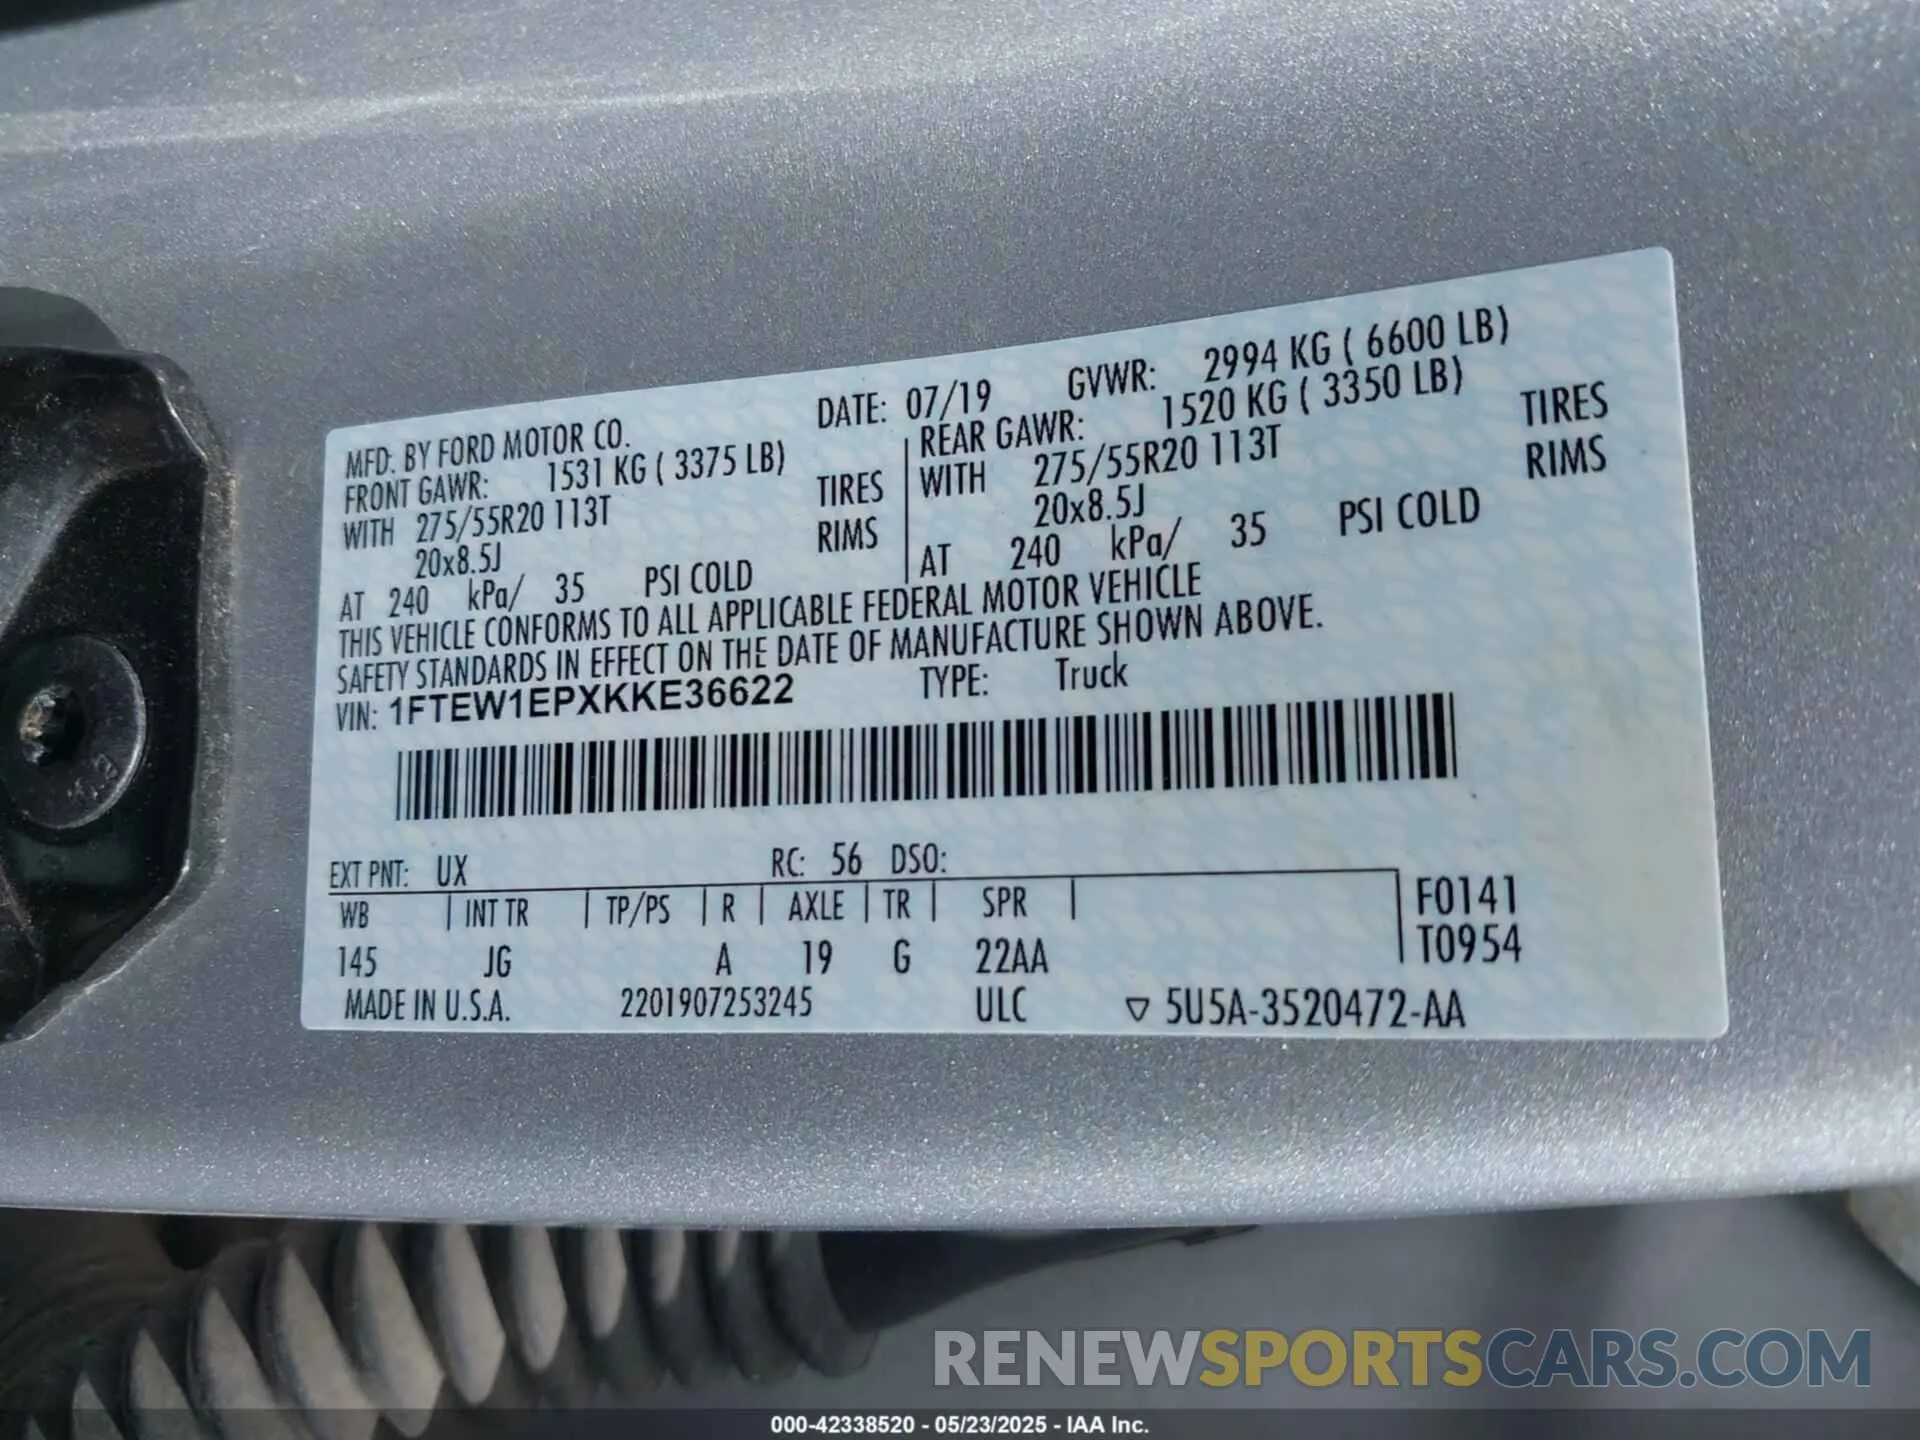 MFD. BY FORD MOTOR CO. DATE: 07/19 GVWR: 2994 KG ( 6600 LB)
FRONT GAWR: 1531 KG ( 3375 LB) REAR GAWR: 1520 KG ( 3350 LB)
WITH 275/55R20 113T TIRES WITH 275/55R20 113T TIRES
20x8.5J RIMS 20x8.5J RIMS
AT 240 kPa/ 35 PSI COLD AT 240 kPa/ 35 PSI COLD
THIS VEHICLE CONFORMS TO ALL APPLICABLE FEDERAL MOTOR VEHICLE
SAFETY STANDARDS IN EFFECT ON THE DATE OF MANUFACTURE SHOWN ABOVE.
VIN: 1FTEW1EPXKKE36622 TYPE: Truck
EXT PNT: UX RC: 56 DSO:
WB INT TR TP/PS R AXLE TR SPR F0141
145 JG A 19 G 22AA T0954
MADE IN U.S.A. 2201907253245 ULC ▽ 5U5A-3520472-AA
RENEWSPORTSCARS.COM
000-42338520 - 05/23/2025 - IAA Inc.